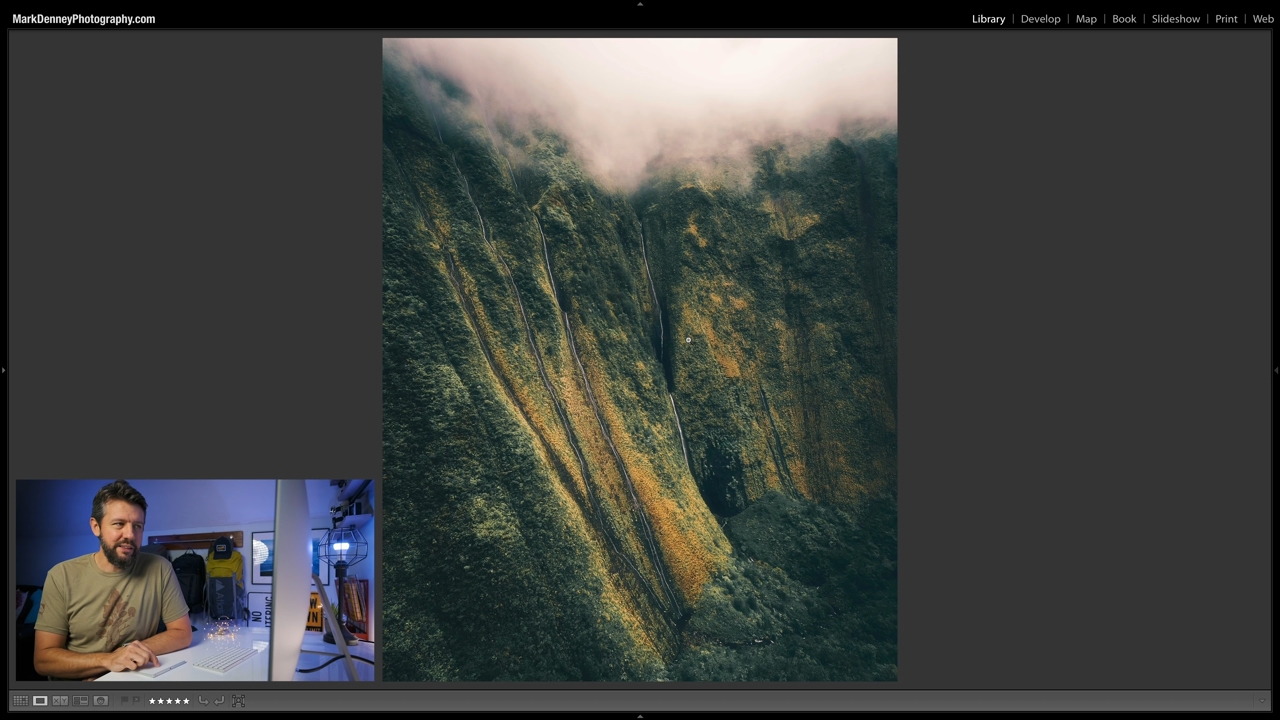 MarkDenneyPhotography.com
Library | Develop | Map | Book | Slideshow | Print | Web
NO